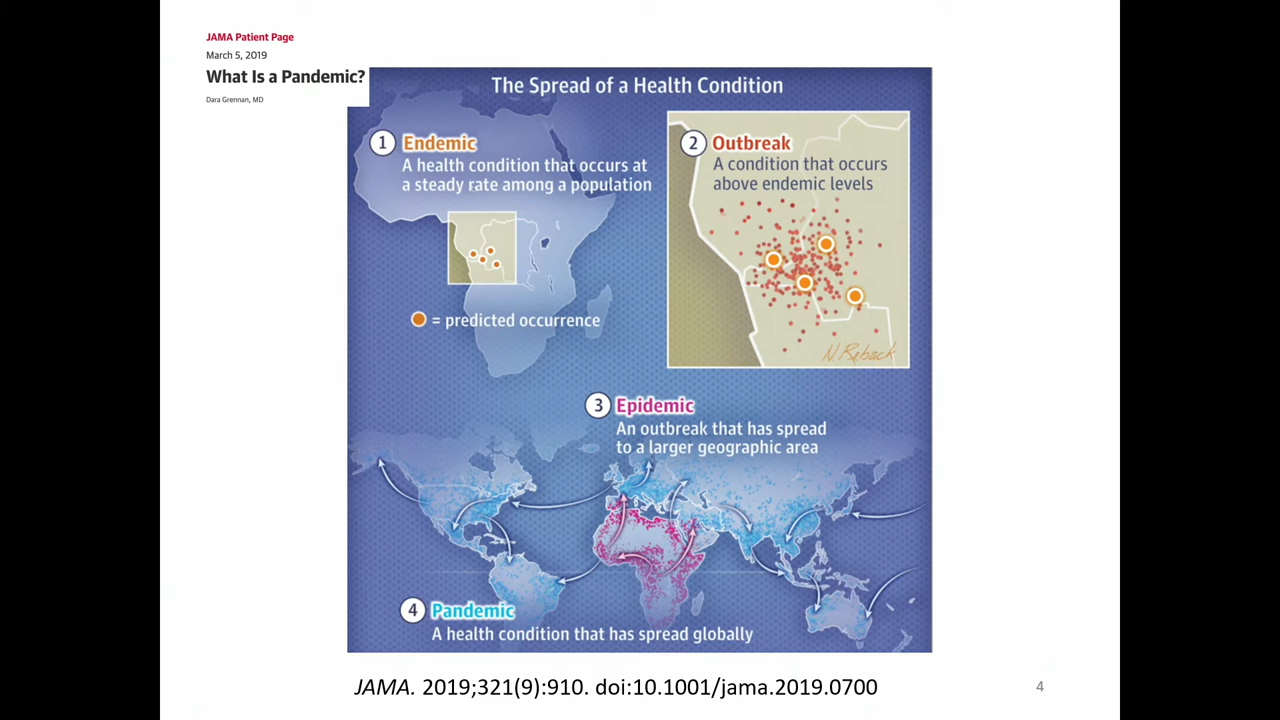 JAMA Patient Page
March 5, 2019
What Is a Pandemic?
Dara Grennan, MD
The Spread of a Health Condition
1 Endemic
A health condition that occurs at
a steady rate among a population
= predicted occurrence
2 Outbreak
A condition that occurs
above endemic levels
N. Reback
3 Epidemic
An outbreak that has spread
to a larger geographic area
4 Pandemic
A health condition that has spread globally
JAMA. 2019;321(9):910. doi:10.1001/jama.2019.0700
4